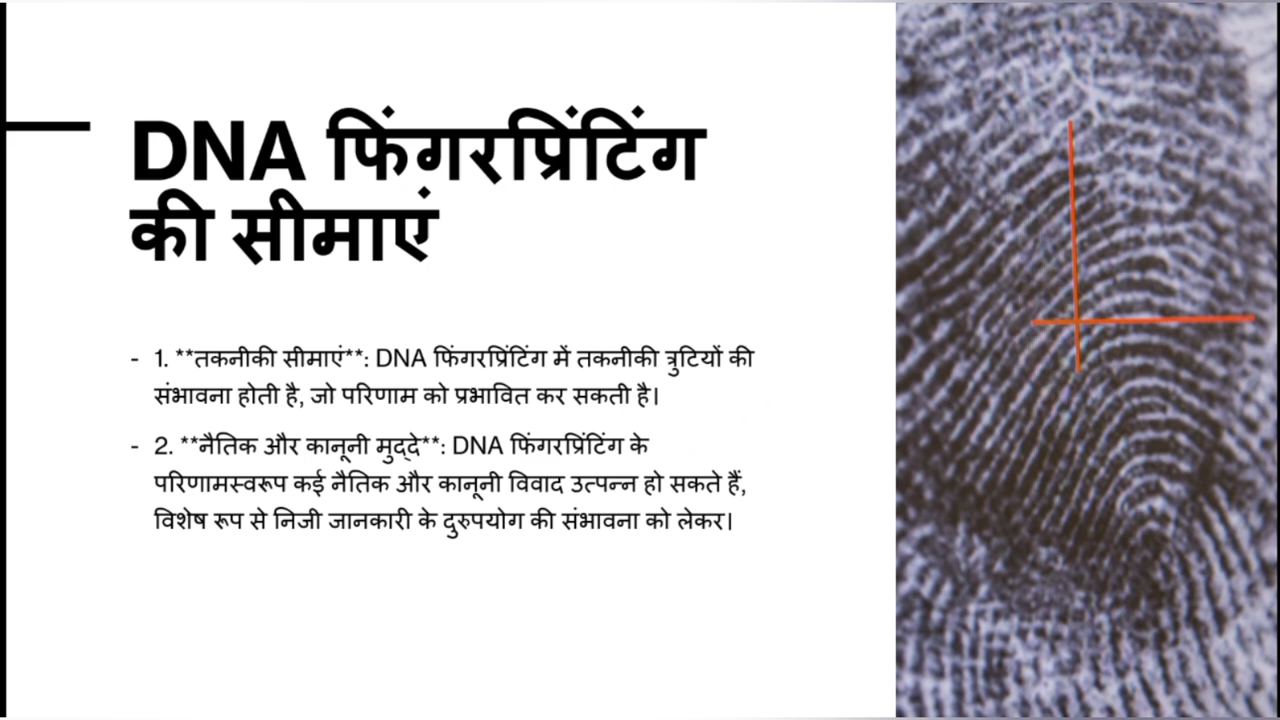 DNA फिंगरप्रिंटिंग
की सीमाएं
- 1. **तकनीकी सीमाएं**: DNA फिंगरप्रिंटिंग में तकनीकी त्रुटियों की
संभावना होती है, जो परिणाम को प्रभावित कर सकती है।
- 2. **नैतिक और कानूनी मुद्दे**: DNA फिंगरप्रिंटिंग के
परिणामस्वरूप कई नैतिक और कानूनी विवाद उत्पन्न हो सकते हैं,
विशेष रूप से निजी जानकारी के दुरुपयोग की संभावना को लेकर।